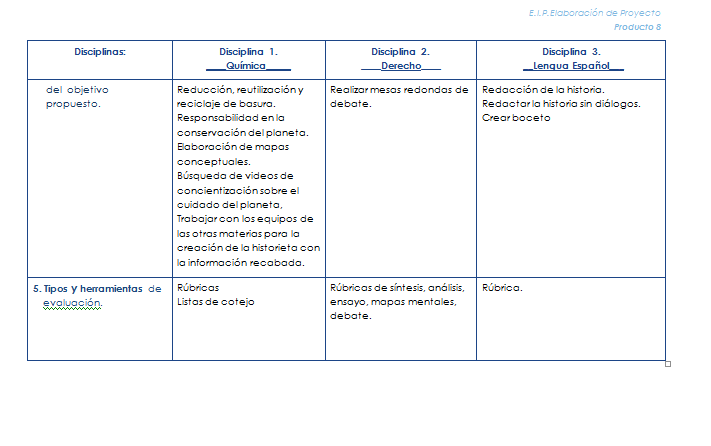 E.I.P.Elaboración de Proyecto
Producto 8
Disciplinas:
Disciplina 1.
____Química_____
Disciplina 2.
____Derecho____
Disciplina 3.
__Lengua Español___
del objetivo
propuesto.
Reducción, reutilización y
reciclaje de basura.
Responsabilidad en la
conservación del planeta.
Elaboración de mapas
conceptuales.
Búsqueda de videos de
concientización sobre el
cuidado del planeta,
Trabajar con los equipos de
las otras materias para la
creación de la historieta con
la información recabada.
Realizar mesas redondas de
debate.
Redacción de la historia.
Redactar la historia sin diálogos.
Crear boceto
5. Tipos y herramientas de
evaluación.
Rúbricas
Listas de cotejo
Rúbricas de síntesis, análisis,
ensayo, mapas mentales,
debate.
Rúbrica.